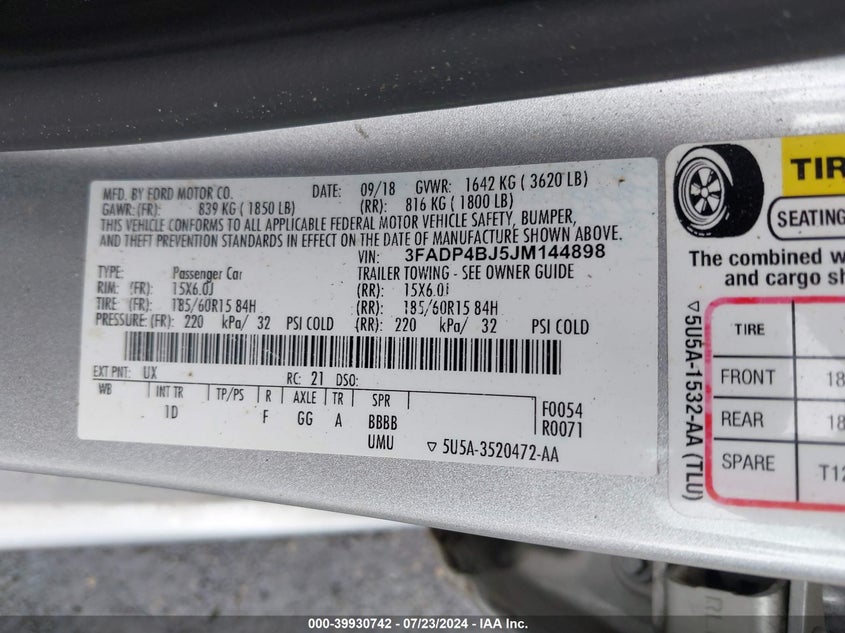 MFD. BY FORD MOTOR CO. DATE: 09/18 GVWR: 1642 KG ( 3620 LB)
GAWR: (FR): 839 KG ( 1850 LB) (RR): 816 KG ( 1800 LB)
THIS VEHICLE CONFORMS TO ALL APPLICABLE FEDERAL MOTOR VEHICLE SAFETY, BUMPER,
AND THEFT PREVENTION STANDARDS IN EFFECT ON THE DATE OF MANUFACTURE SHOWN ABOVE.
VIN: 3FADP4BJ5JM144898
TYPE: Passenger Car TRAILER TOWING - SEE OWNER GUIDE
RIM: (FR): 15X6.0J (RR): 15X6.0J
TIRE: (FR): 185/60R15 84H (RR): 185/60R15 84H
PRESSURE: (FR): 220 kPa/ 32 PSI COLD (RR): 220 kPa/ 32 PSI COLD
EXT PNT: UX RC: 21 DSO:
WB INT TR TP/PS R AXLE TR SPR F0054
1D F GG A BBBB R0071
UMU ▽ 5U5A-3520472-AA
TIR
SEATING
The combined w
and cargo sh
▽5U5A-1532-AA (TLU)
TIRE
FRONT 18
REAR 18
SPARE T12
000-39930742 - 07/23/2024 - IAA Inc.